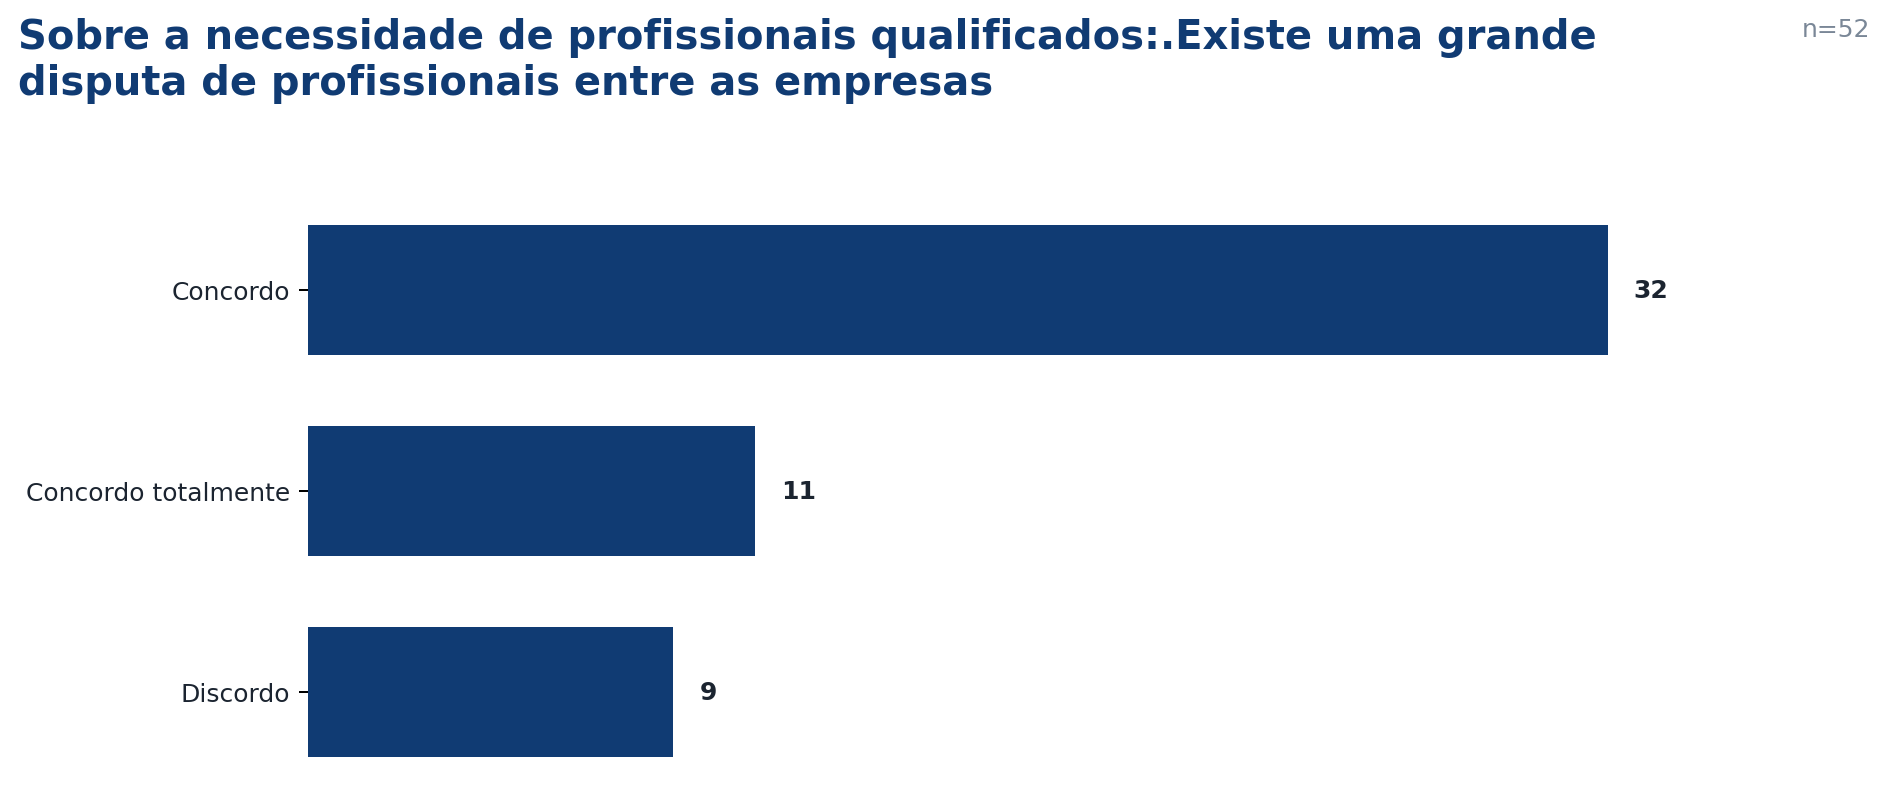 Sobre a necessidade de profissionais qualificados:.Existe uma grande
disputa de profissionais entre as empresas
n=52
Concordo
32
Concordo totalmente
11
Discordo
9